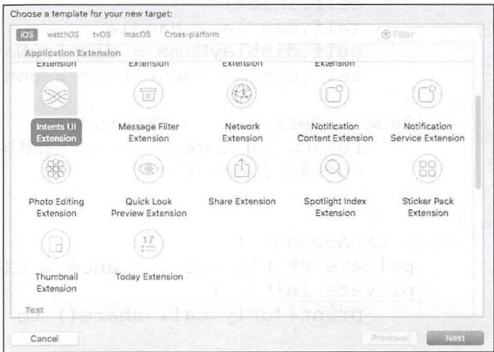 Choose a template for your new target:
iOS watchOS tvOS macOS Cross-platform Filter
Application Extension
Extension Extension Extension Extension
Intents UI Extension
Message Filter Extension
Network Extension
Notification Content Extension
Notification Service Extension
Photo Editing Extension
Quick Look Preview Extension
Share Extension
Spotlight Index Extension
Sticker Pack Extension
17
Thumbnail Extension
Today Extension
Test
Cancel Previous Next